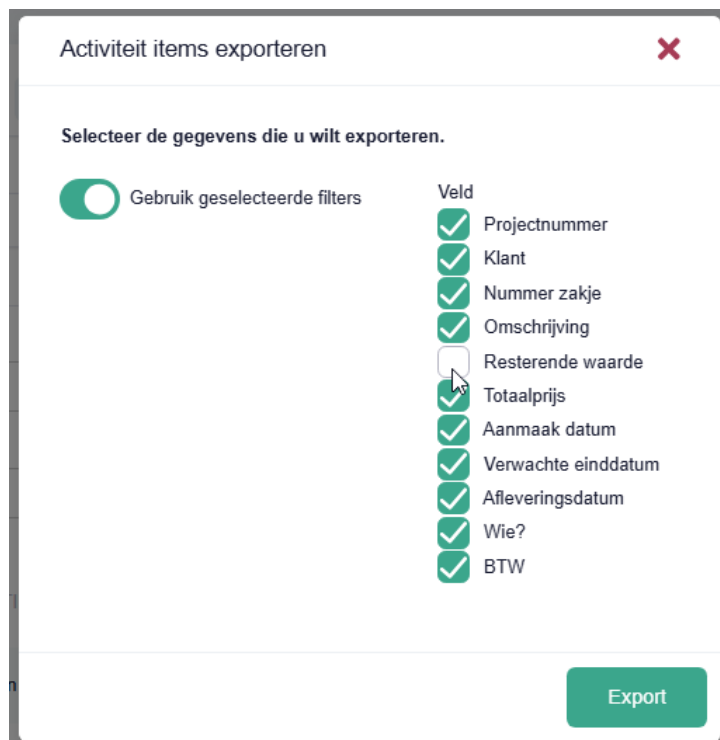 Activiteit items exporteren
Selecteer de gegevens die u wilt exporteren.
Gebruik geselecteerde filters
Veld
Projectnummer
Klant
Nummer zakje
Omschrijving
Resterende waarde
Totaalprijs
Aanmaak datum
Verwachte einddatum
Afleveringsdatum
Wie?
BTW
Export